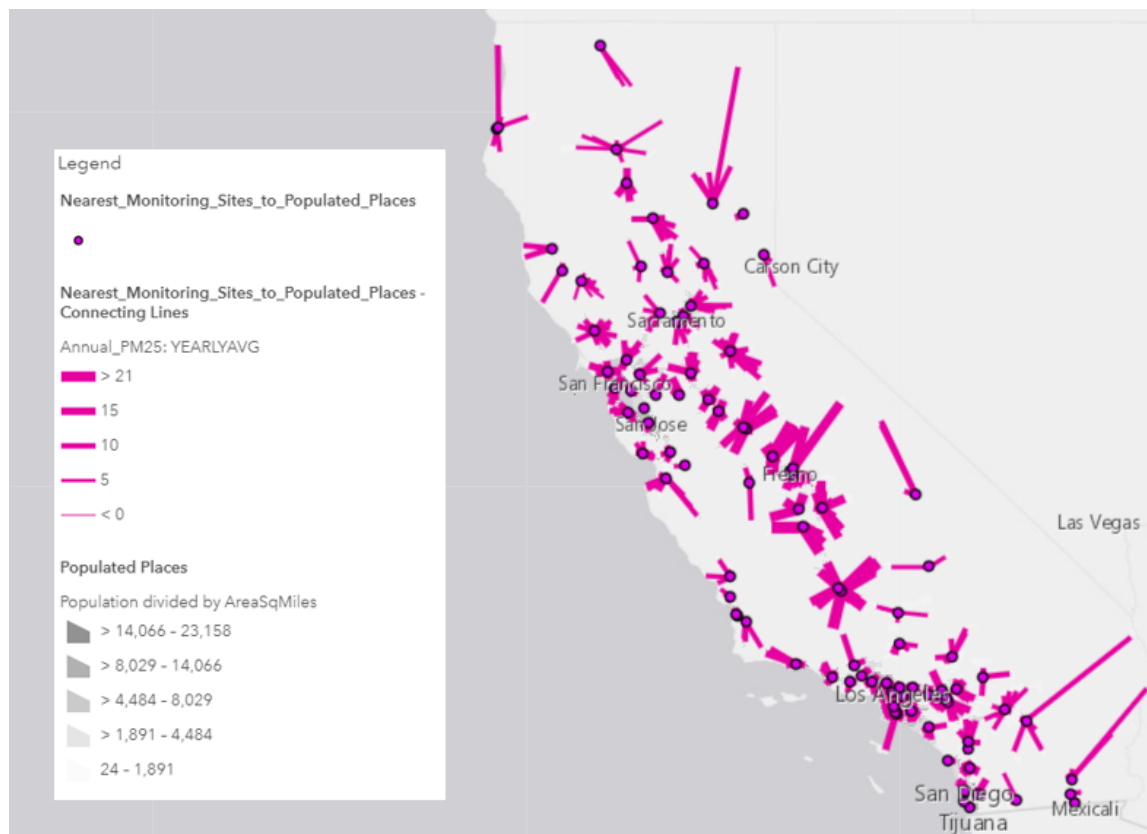 Legend
Nearest_Monitoring_Sites_to_Populated_Places
Nearest_Monitoring_Sites_to_Populated_Places -
Connecting Lines
Annual_PM25: YEARLYAVG
> 21
15
10
5
< 0
Populated Places
Population divided by AreaSqMiles
> 14,066 - 23,158
> 8,029 - 14,066
> 4,484 - 8,029
> 1,891 - 4,484
24 - 1,891
Carson City
Sacramento
San Francisco
San Jose
Fresno
Las Vegas
Los Angeles
San Diego
Mexicali
Tijuana